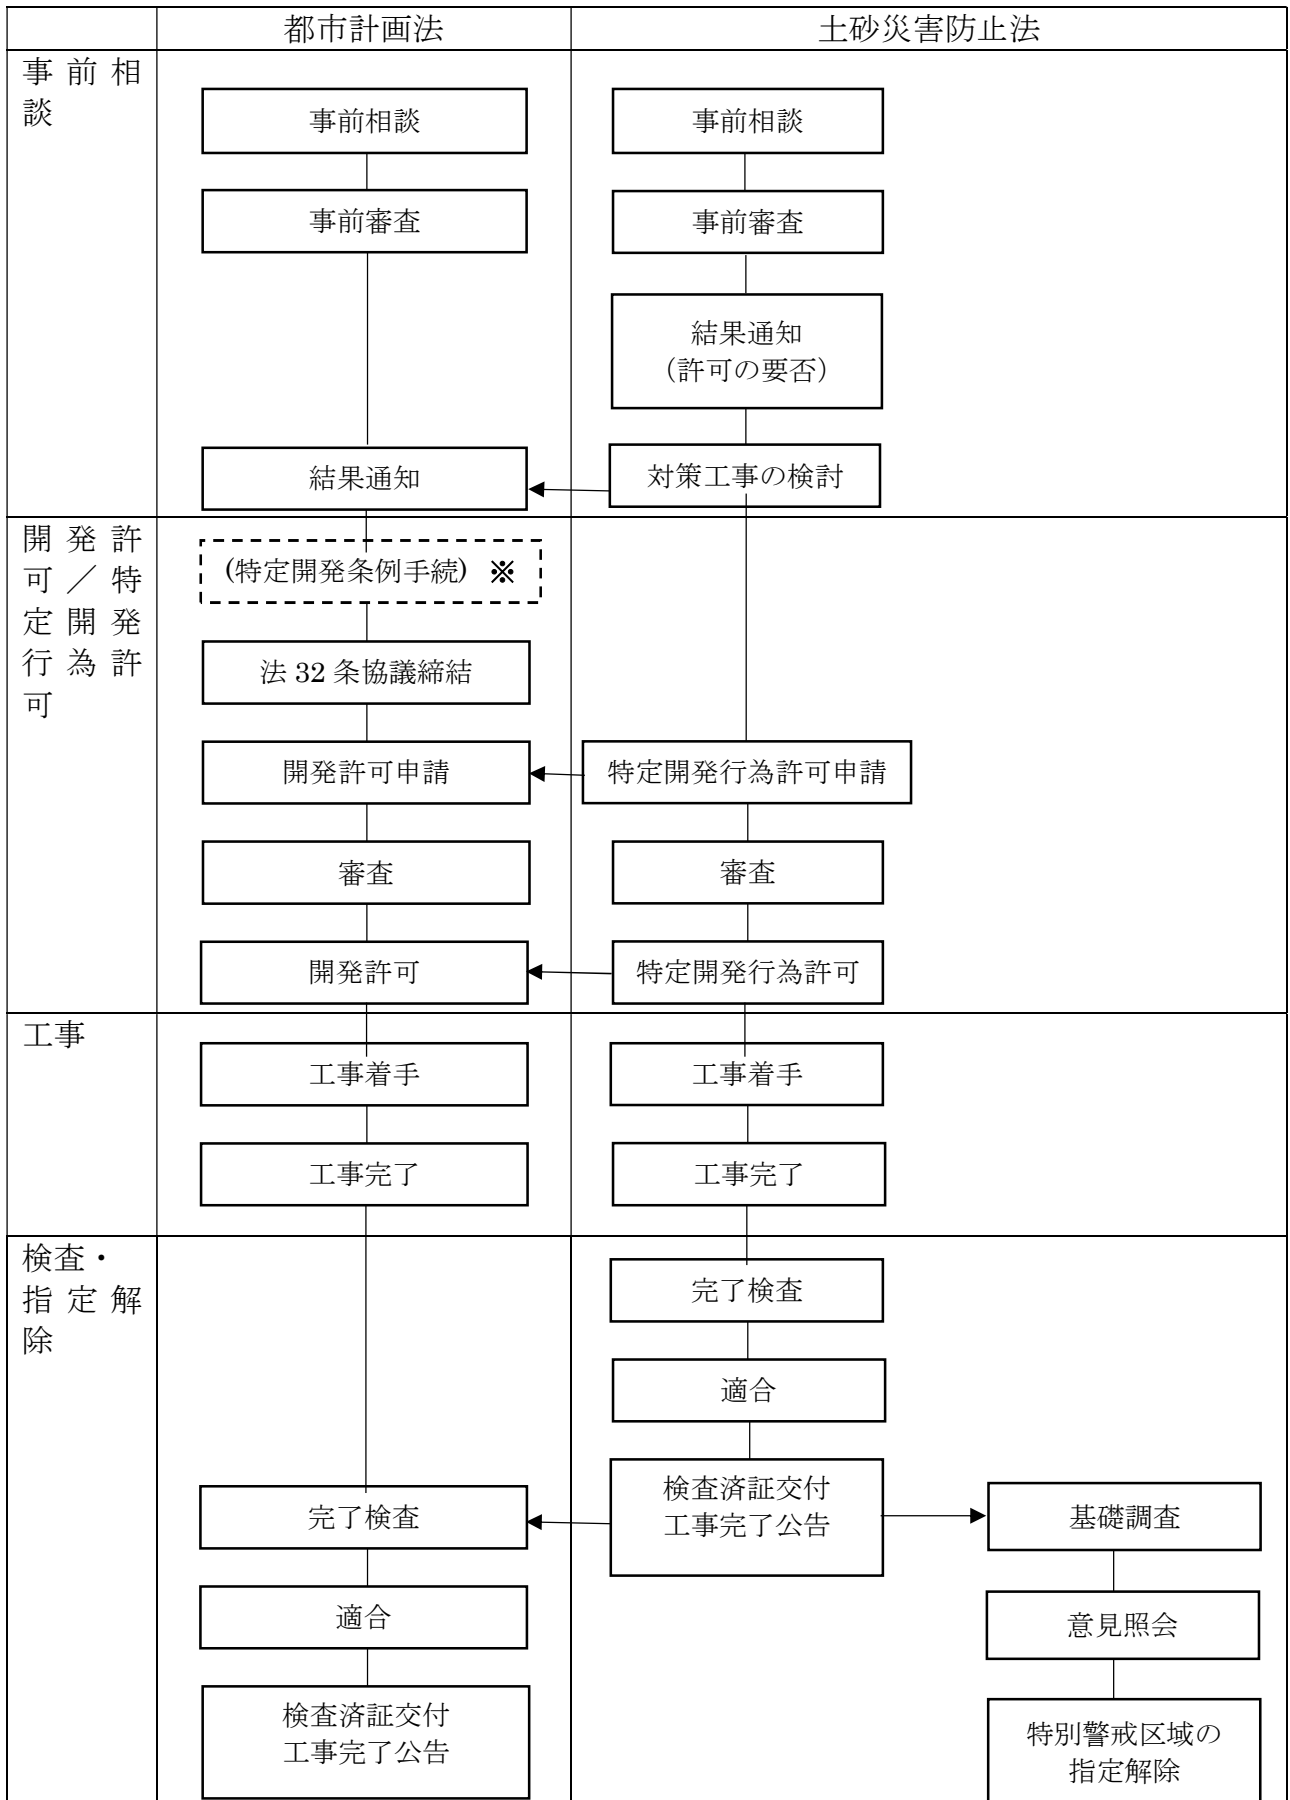 都市計画法
土砂災害防止法
事前相
談
事前相談
事前審査
結果通知
事前相談
事前審査
結果通知
（許可の要否）
対策工事の検討
開発許
可／特
定開発
行為許
可
(特定開発条例手続) ※
法 32 条協議締結
開発許可申請
審査
開発許可
特定開発行為許可申請
審査
特定開発行為許可
工事
工事着手
工事完了
工事着手
工事完了
検査・
指定解
除
完了検査
適合
検査済証交付
工事完了公告
完了検査
適合
検査済証交付
工事完了公告
基礎調査
意見照会
特別警戒区域の
指定解除